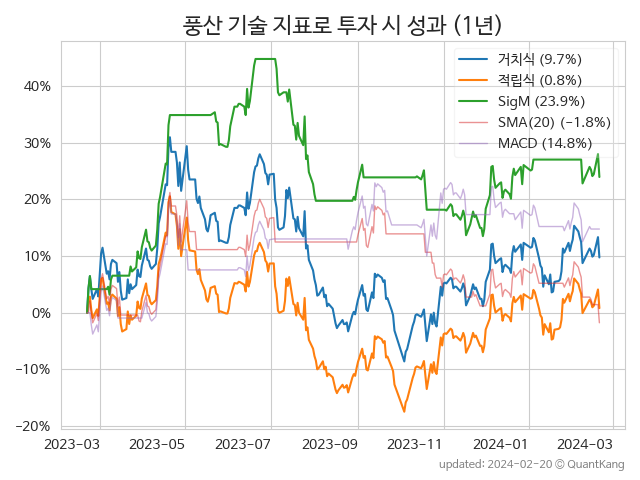 풍산 기술 지표로 투자 시 성과 (1년)
거치식 (9.7%)
적립식 (0.8%)
SigM (23.9%)
SMA(20) (−1.8%)
MACD (14.8%)
40%
30%
20%
10%
0%
−10%
−20%
2023-03 2023-05 2023-07 2023-09 2023-11 2024-01 2024-03
updated: 2024-02-20 ⓒ QuantKang